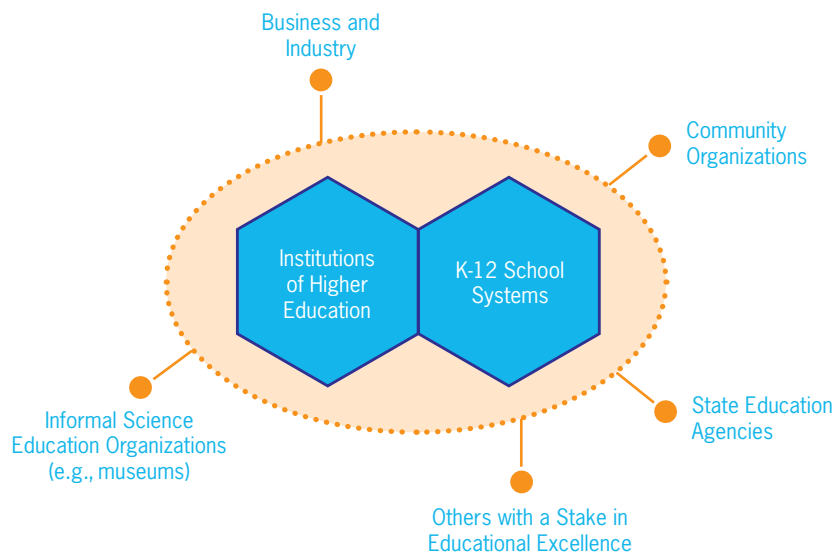 Business and
Industry
Community
Organizations
Institutions
of Higher
Education
K-12 School
Systems
Informal Science
Education Organizations
(e.g., museums)
State Education
Agencies
Others with a Stake in
Educational Excellence